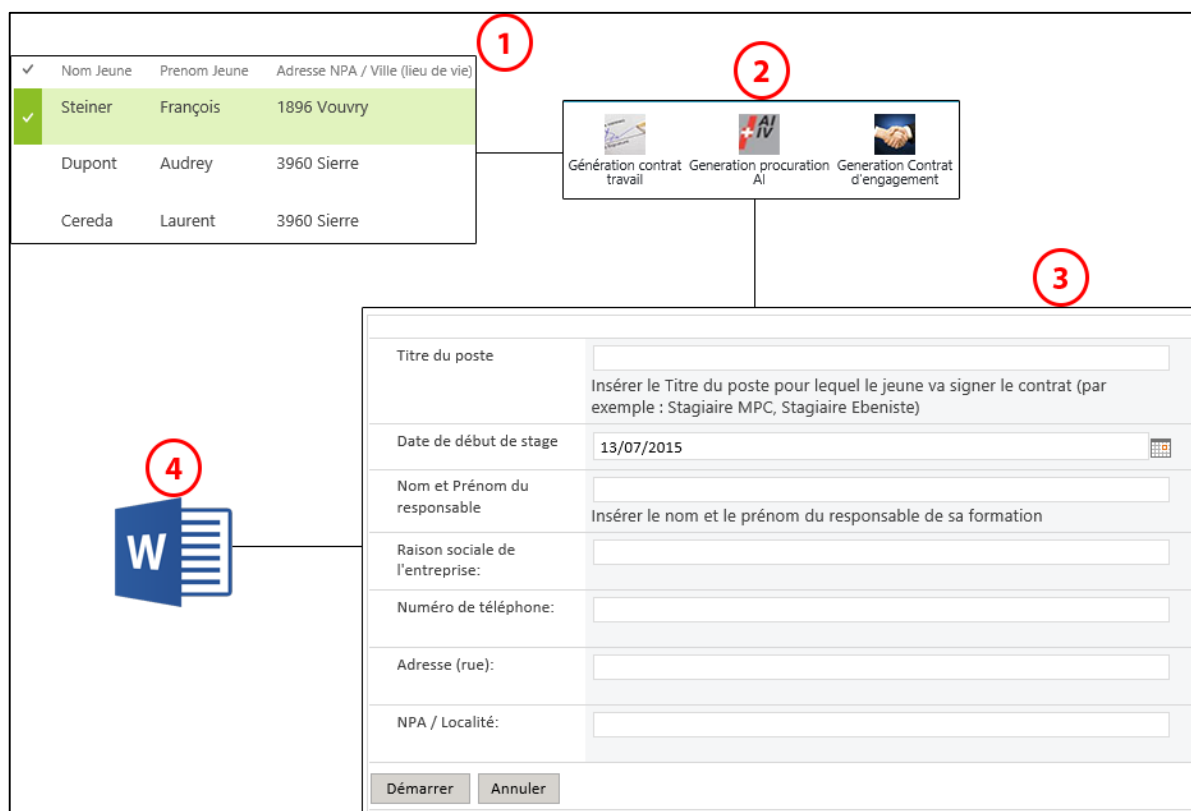 1
Nom Jeune Prenom Jeune Adresse NPA / Ville (lieu de vie)
Steiner François 1896 Vouvry
Dupont Audrey 3960 Sierre
Cereda Laurent 3960 Sierre
2
AI
IV
Génération contrat travail
Generation procuration AI
Generation Contrat d'engagement
3
Titre du poste
Insérer le Titre du poste pour lequel le jeune va signer le contrat (par
exemple : Stagiaire MPC, Stagiaire Ebeniste)
Date de début de stage 13/07/2015
Nom et Prénom du
responsable
Insérer le nom et le prénom du responsable de sa formation
Raison sociale de
l'entreprise:
Numéro de téléphone:
Adresse (rue):
NPA / Localité:
Démarrer Annuler
4
W